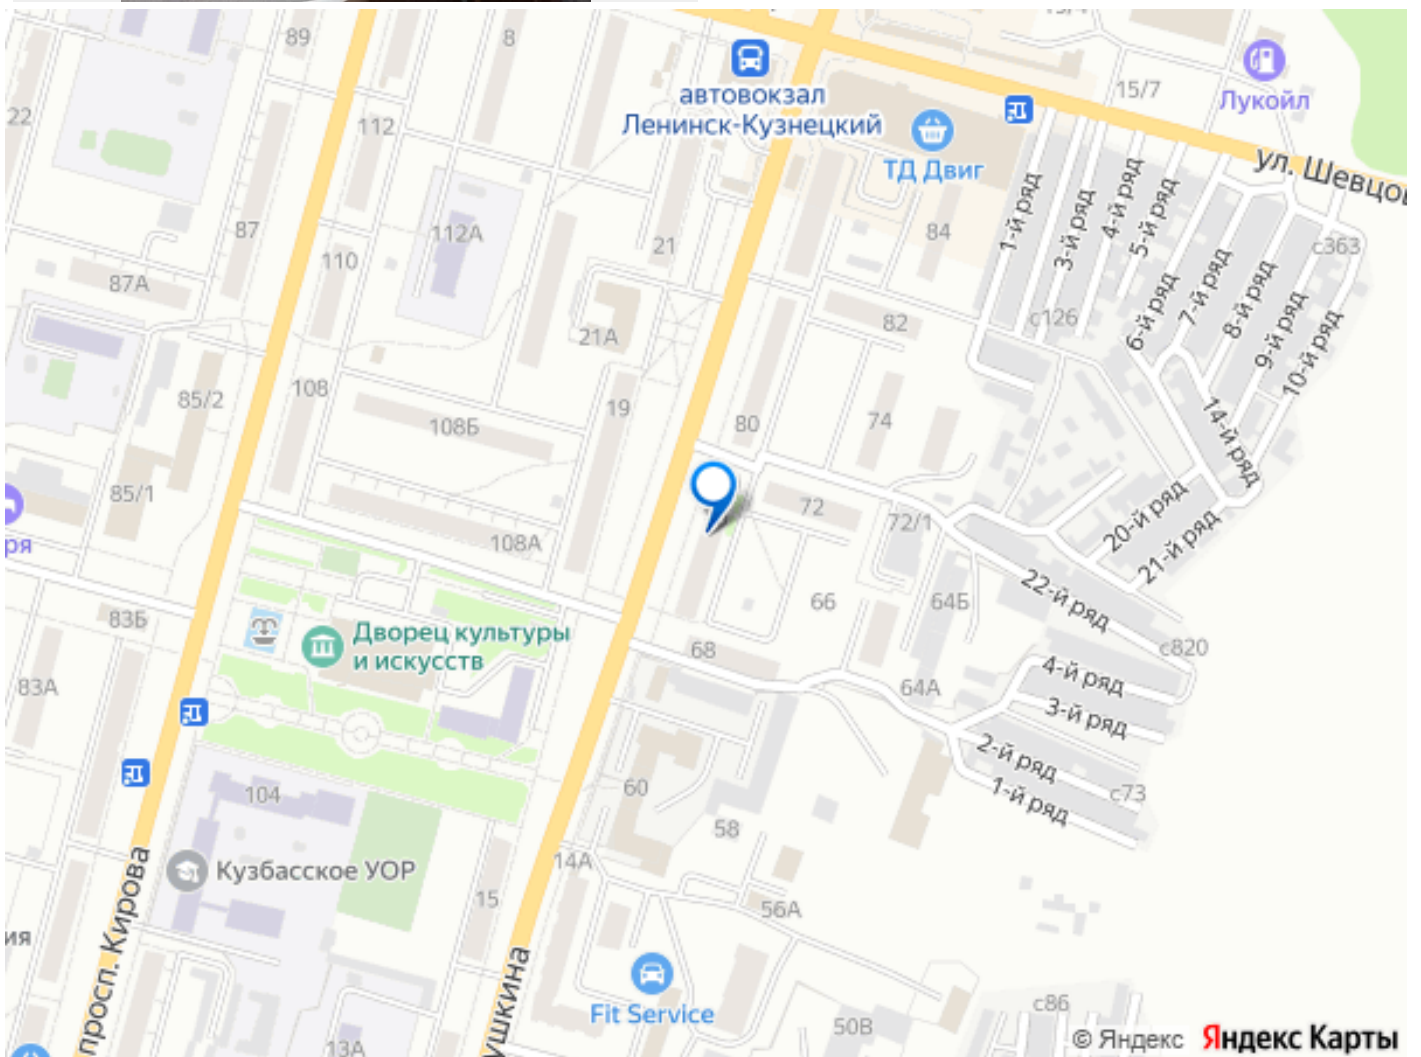 89
8
15/7
Лукойл
22
112
автовокзал
Ленинск-Кузнецкий
ТД Двиг
ул. Шевцов
87
112А
21
84
1-й ряд
3-й ряд
4-й ряд
5-й ряд
с363
87А
110
21А
82
с126
6-й ряд
7-й ряд
8-й ряд
9-й ряд
10-й ряд
85/2
108
108Б
19
80
74
14-й ряд
85/1
72
72/1
20-й ряд
21-й ряд
ря
108А
22-й ряд
83Б
66
64Б
с820
Дворец культуры
и искусств
68
83А
64А
4-й ряд
3-й ряд
2-й ряд
1-й ряд
с73
104
60
58
Кузбасское УОР
14А
15
56А
ия
просп. Кирова
ушкина
Fit Service
13А
50В
с86
© Яндекс Яндекс Карты